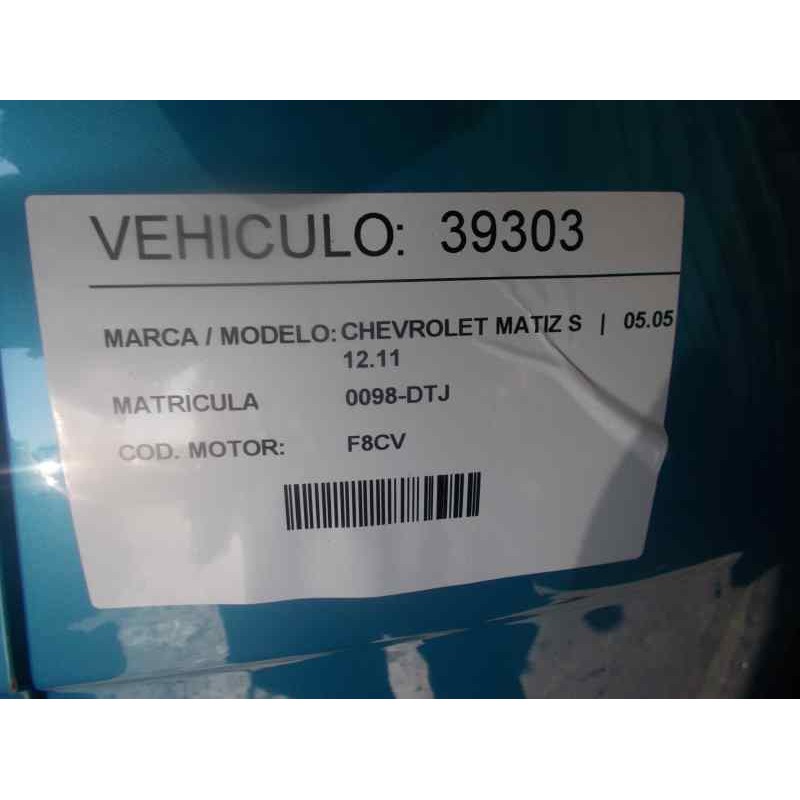 VEHICULO: 39303
MARCA / MODELO: CHEVROLET MATIZ S | 05.05
12.11
MATRICULA 0098-DTJ
COD. MOTOR: F8CV